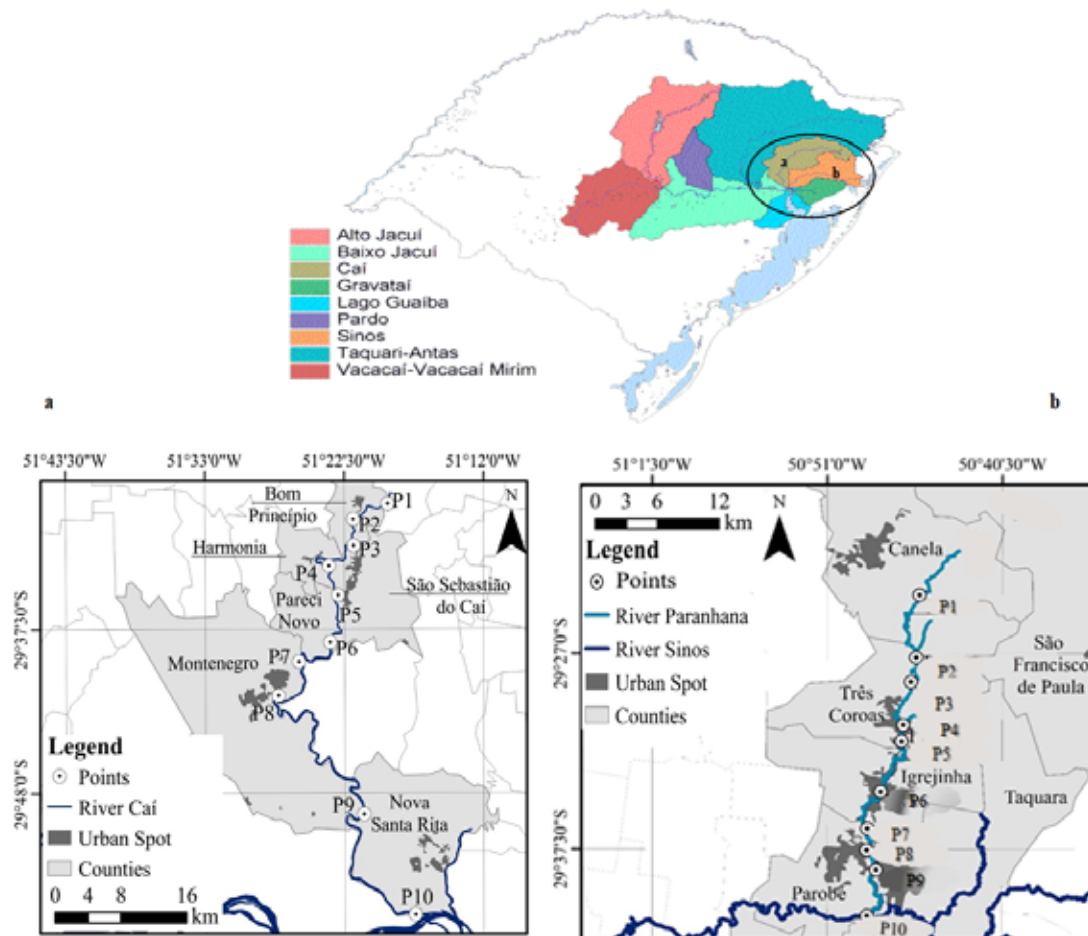 a
b
Alto Jacuí
Baixo Jacuí
Caí
Gravataí
Lago Guaíba
Pardo
Sinos
Taquari-Antas
Vacacaí-Vacacaí Mirim
a
b
51°43'30"W
51°33'0"W
51°22'30"W
51°12'0"W
Bom
Princípio
P1
N
P2
Harmonia
P3
P4
São Sebastião
do Caí
Pareci
Novo
P5
29°37'30"S
P6
Montenegro
P7
P8
Legend
Points
River Caí
Urban Spot
Counties
29°48'0"S
P9
Nova
Santa Rita
0 4 8 16
km
P10
51°1'30"W
50°51'0"W
50°40'30"W
0 3 6 12
km
N
Legend
Points
River Paranhana
River Sinos
Urban Spot
Counties
Canela
P1
29°27'0"S
P2
São
Francisco
de Paula
Três
Coroas
P3
P4
P5
Igrejinha
P6
Taquara
P7
29°37'30"S
P8
P9
Parobé
P10